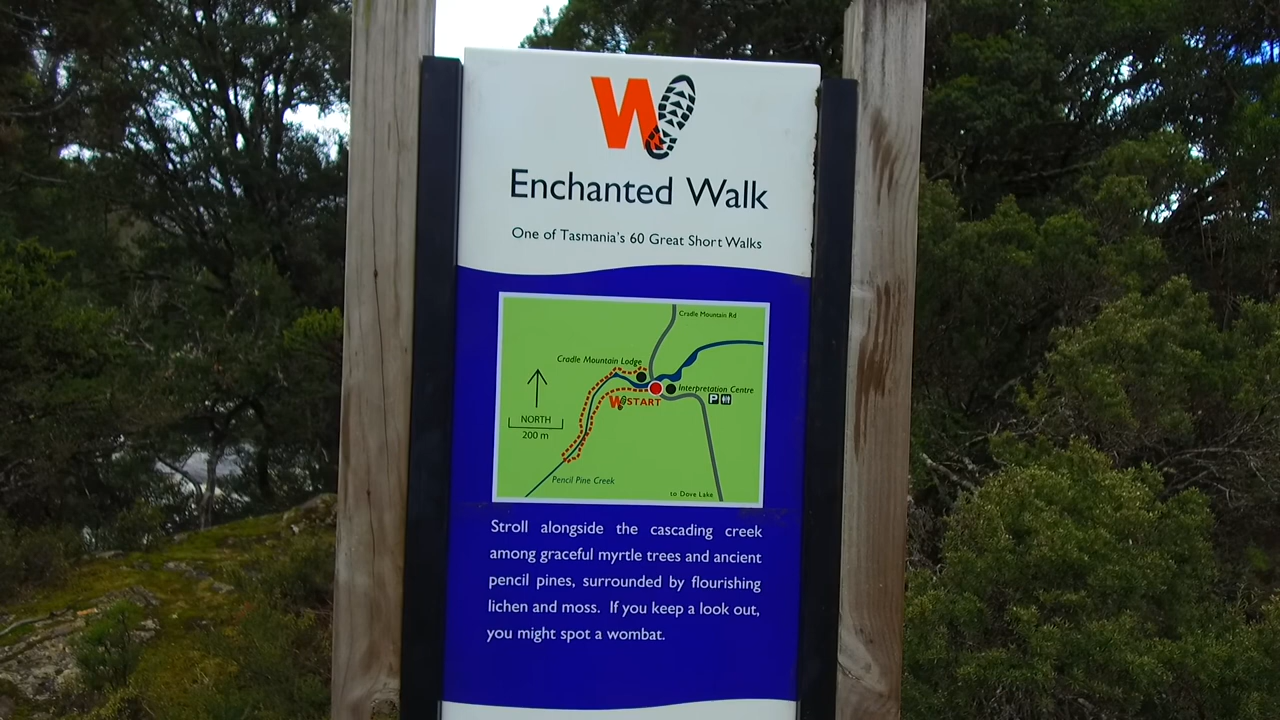 W
Enchanted Walk
One of Tasmania's 60 Great Short Walks
Cradle Mountain Rd
Cradle Mountain Lodge
Interpretation Centre
P
W START
NORTH
200 m
Pencil Pine Creek
to Dove Lake
Stroll alongside the cascading creek
among graceful myrtle trees and ancient
pencil pines, surrounded by flourishing
lichen and moss. If you keep a look out,
you might spot a wombat.